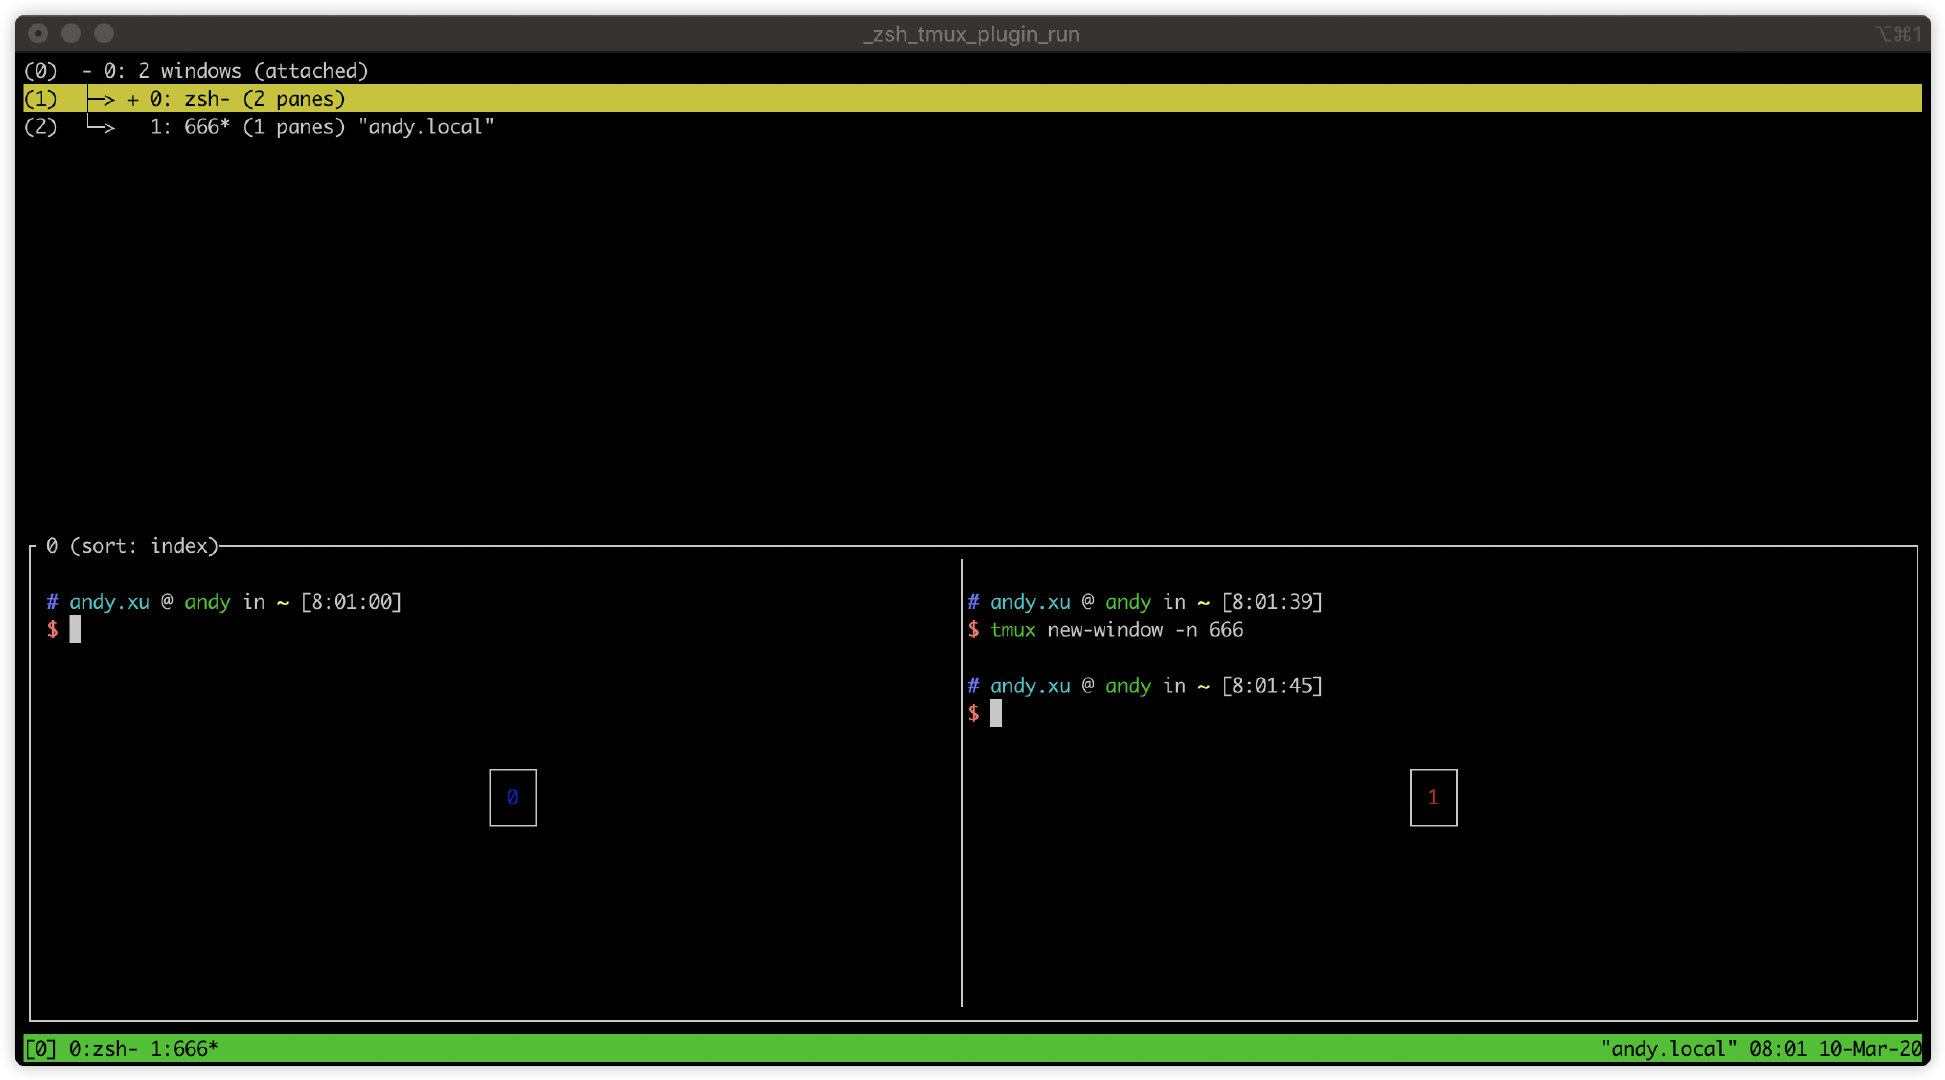 _zsh_tmux_plugin_run
⌥⌘1
(0) - 0: 2 windows (attached)
(1) ├─> + 0: zsh- (2 panes)
(2) └─> 1: 666* (1 panes) "andy.local"
0 (sort: index)
# andy.xu @ andy in ~ [8:01:00]
$
0
# andy.xu @ andy in ~ [8:01:39]
$ tmux new-window -n 666
# andy.xu @ andy in ~ [8:01:45]
$
1
[0] 0:zsh- 1:666*
"andy.local" 08:01 10-Mar-20